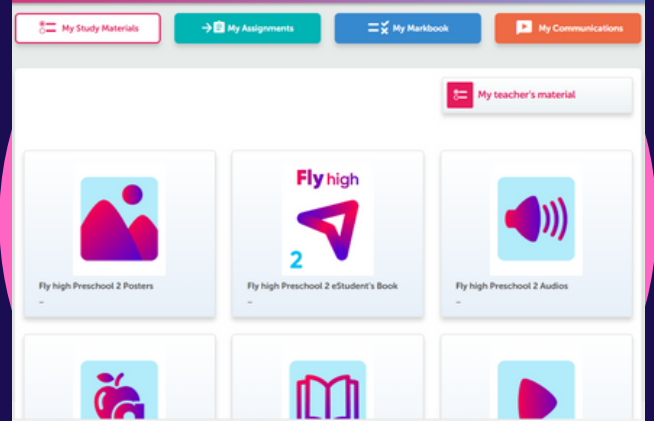 My Study Materials
My Assignments
My Markbook
My Communications
My teacher's material
Fly high
2
Fly high Preschool 2 Posters
–
Fly high Preschool 2 eStudent's Book
–
Fly high Preschool 2 Audios
–
a